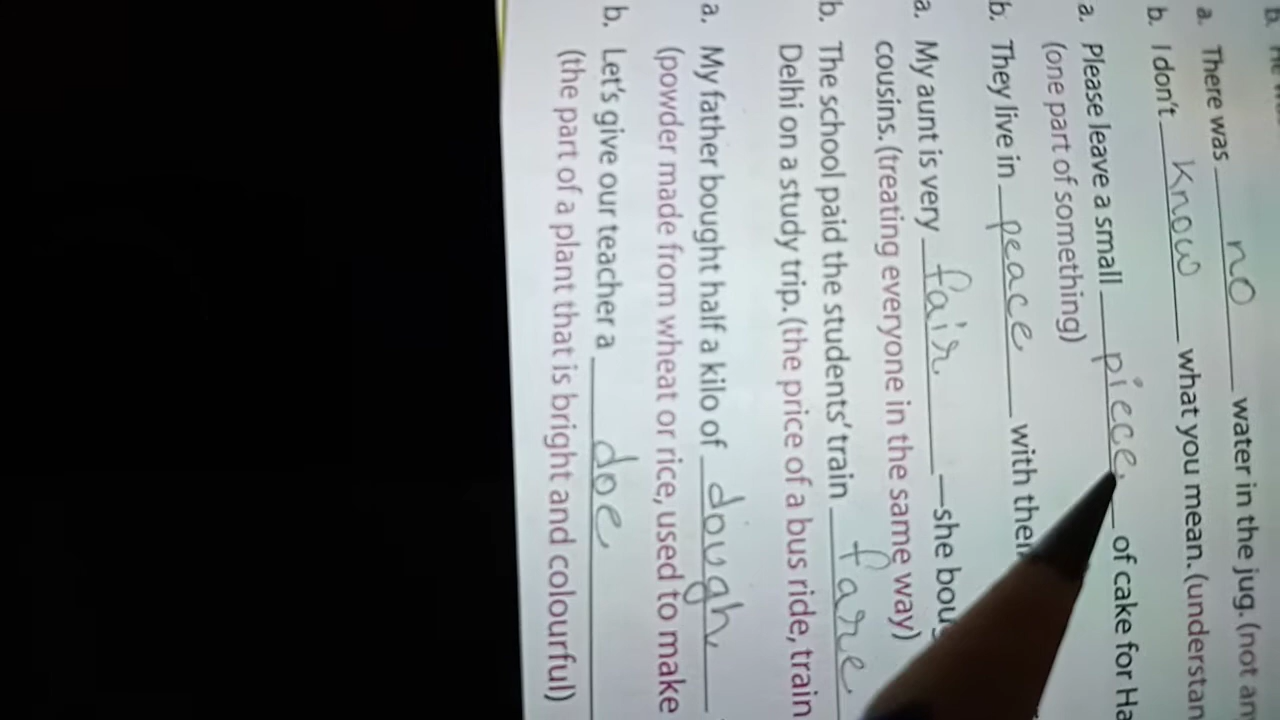 a. There was no water in the jug. (not
b. I don't know what you mean. (understan
a. Please leave a small piece of cake for Ha
(one part of something)
b. They live in peace with
a. My aunt is very fair —she
cousins. (treating everyone in the same way)
b. The school paid the students' train fare
Delhi on a study trip. (the price of a bus ride, train
a. My father bought half a kilo of dough
(powder made from wheat or rice, used to make
b. Let's give our teacher a doe
(the part of a plant that is bright and colourful)